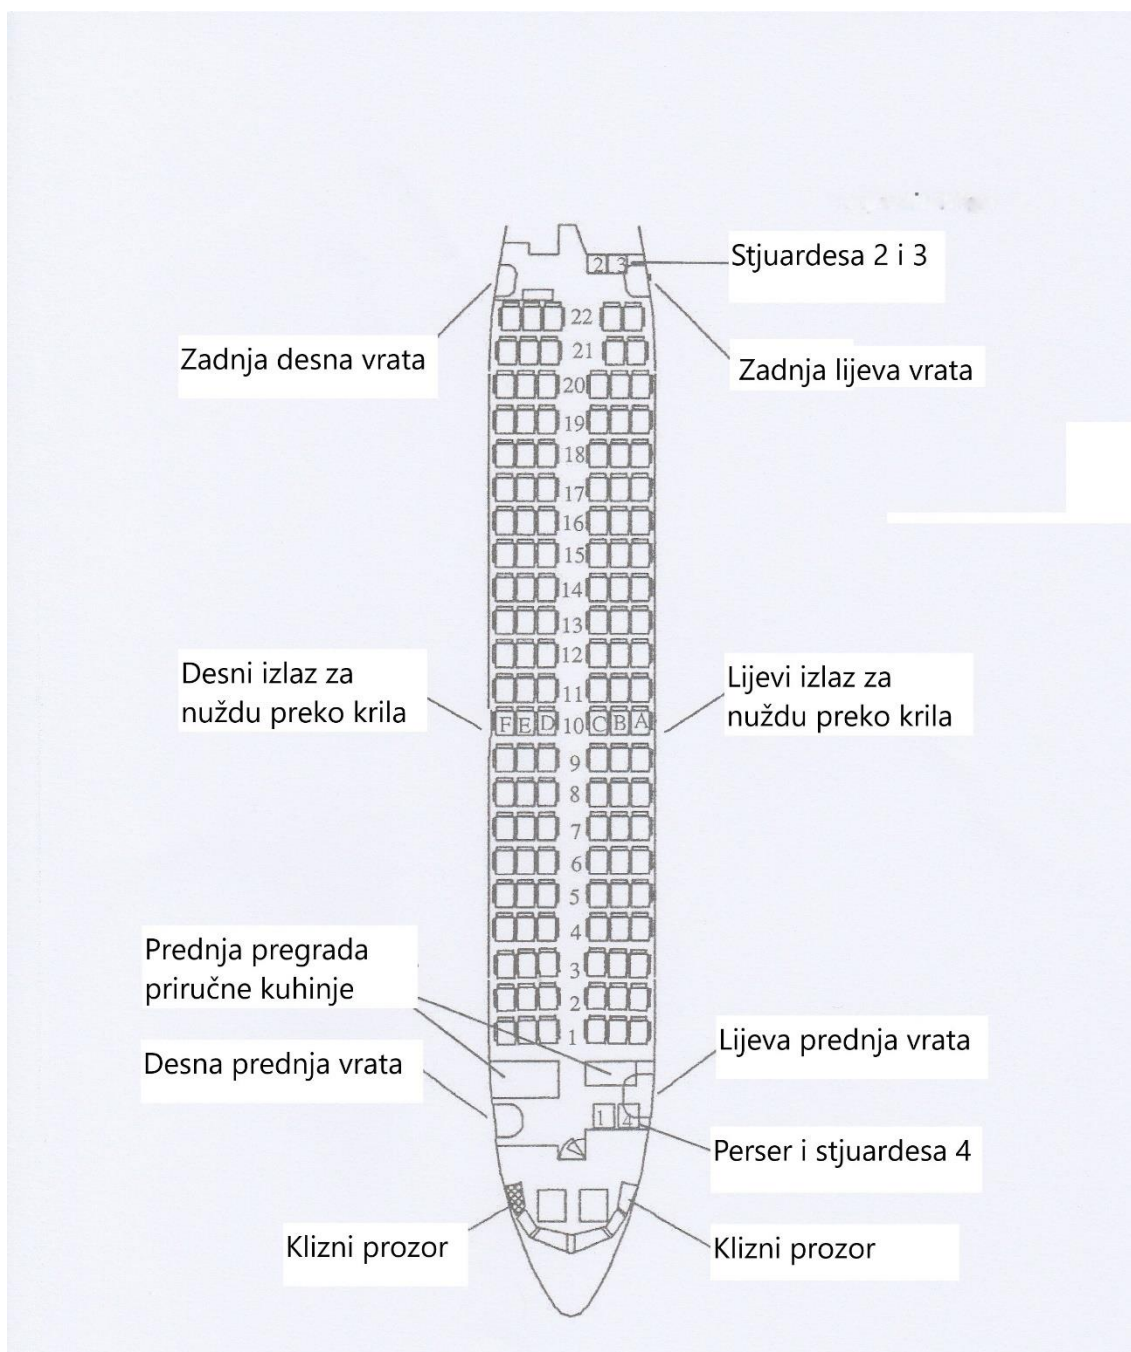 2 3
Stjuardesa 2 i 3
22
Zadnja desna vrata
21
Zadnja lijeva vrata
20
19
18
17
16
15
14
13
12
Desni izlaz za
nuždu preko krila
Lijevi izlaz za
nuždu preko krila
11
F E D 10 C B A
9
8
7
6
5
4
Prednja pregrada
priručne kuhinje
3
2
1
Desna prednja vrata
Lijeva prednja vrata
1 4
Perser i stjuardesa 4
Klizni prozor
Klizni prozor